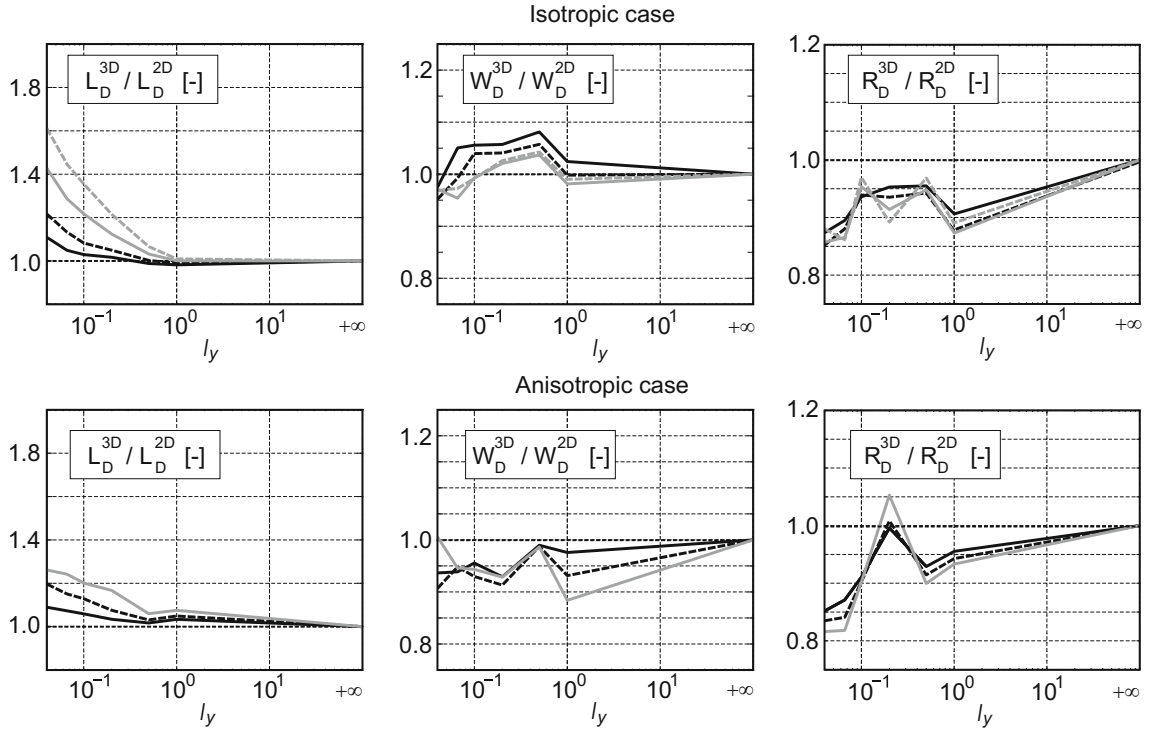 Isotropic case
L_D^3D / L_D^2D [-]
1.8
1.4
1.0
10^−1 10^0 10^1 +∞
l_y
W_D^3D / W_D^2D [-]
1.2
1.0
0.8
10^−1 10^0 10^1 +∞
l_y
R_D^3D / R_D^2D [-]
1.2
1.0
0.8
10^−1 10^0 10^1 +∞
l_y
Anisotropic case
L_D^3D / L_D^2D [-]
1.8
1.4
1.0
10^−1 10^0 10^1 +∞
l_y
W_D^3D / W_D^2D [-]
1.2
1.0
0.8
10^−1 10^0 10^1 +∞
l_y
R_D^3D / R_D^2D [-]
1.2
1.0
0.8
10^−1 10^0 10^1 +∞
l_y